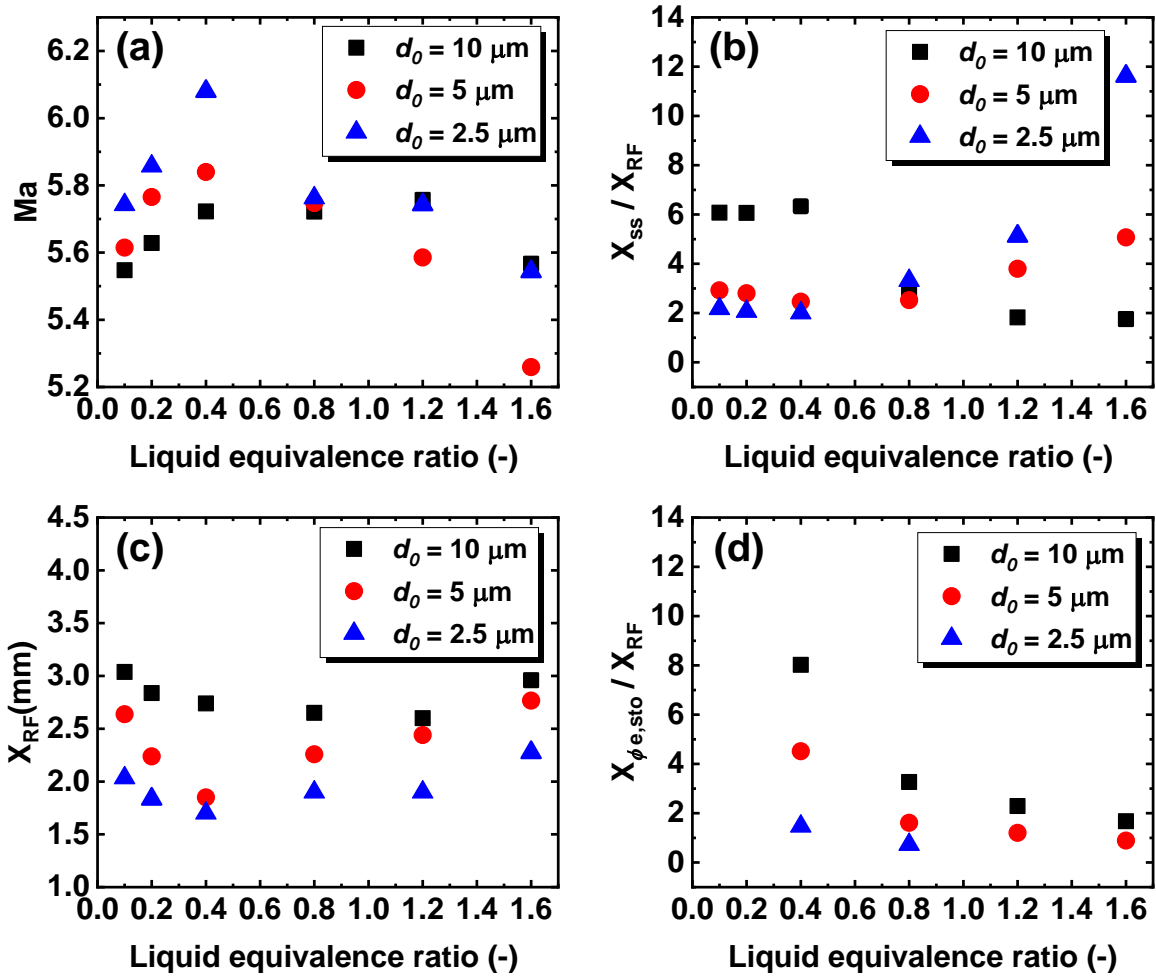 (a)
d0 = 10 μm
d0 = 5 μm
d0 = 2.5 μm
Ma
6.2
6.0
5.8
5.6
5.4
5.2
0.0 0.2 0.4 0.6 0.8 1.0 1.2 1.4 1.6
Liquid equivalence ratio (-)
(b)
d0 = 10 μm
d0 = 5 μm
d0 = 2.5 μm
Xss / XRF
14
12
10
8
6
4
2
0
0.0 0.2 0.4 0.6 0.8 1.0 1.2 1.4 1.6
Liquid equivalence ratio (-)
(c)
d0 = 10 μm
d0 = 5 μm
d0 = 2.5 μm
XRF(mm)
4.5
4.0
3.5
3.0
2.5
2.0
1.5
1.0
0.0 0.2 0.4 0.6 0.8 1.0 1.2 1.4 1.6
Liquid equivalence ratio (-)
(d)
d0 = 10 μm
d0 = 5 μm
d0 = 2.5 μm
Xϕe,sto / XRF
14
12
10
8
6
4
2
0
0.0 0.2 0.4 0.6 0.8 1.0 1.2 1.4 1.6
Liquid equivalence ratio (-)